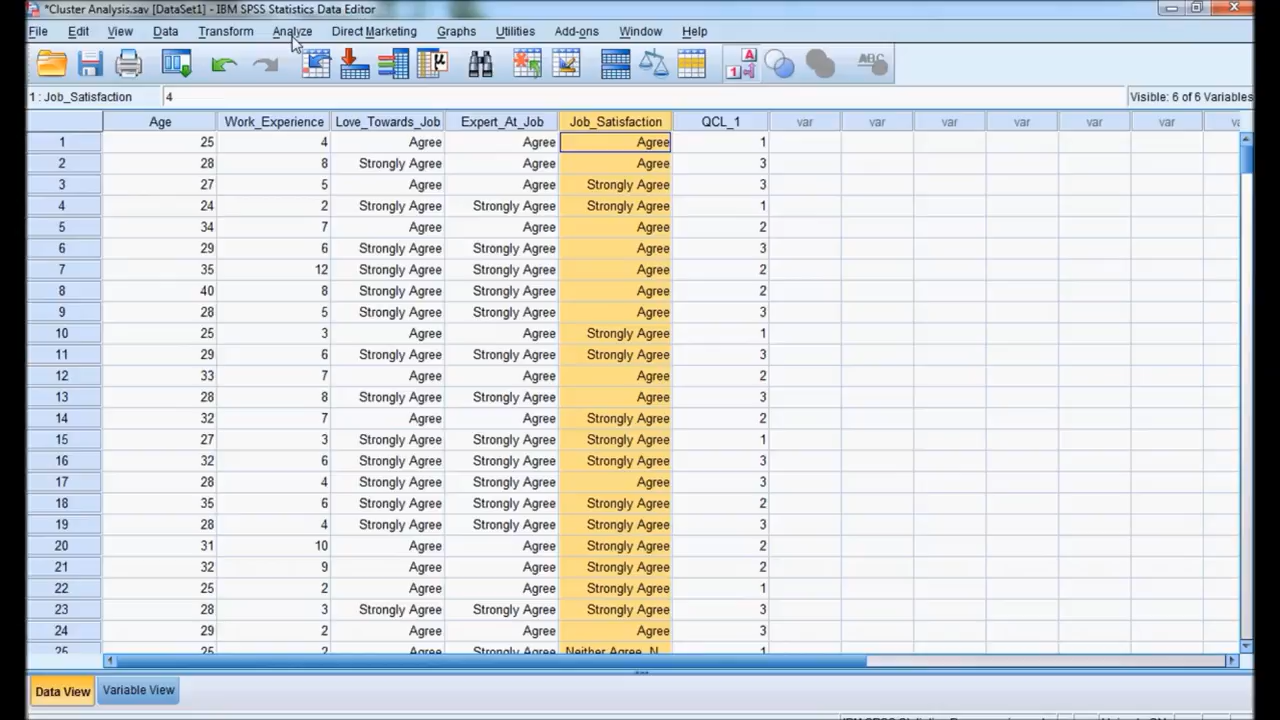 *Cluster Analysis.sav [DataSet1] - IBM SPSS Statistics Data Editor
File Edit View Data Transform Analyze Direct Marketing Graphs Utilities Add-ons Window Help
1 : Job_Satisfaction 4 Visible: 6 of 6 Variables
Age Work_Experience Love_Towards_Job Expert_At_Job Job_Satisfaction QCL_1 var var var var var var
1 25 4 Agree Agree Agree 1
2 28 8 Strongly Agree Agree Agree 3
3 27 5 Agree Agree Strongly Agree 3
4 24 2 Strongly Agree Strongly Agree Strongly Agree 1
5 34 7 Agree Agree Agree 2
6 29 6 Strongly Agree Strongly Agree Agree 3
7 35 12 Strongly Agree Strongly Agree Agree 2
8 40 8 Strongly Agree Strongly Agree Agree 2
9 28 5 Strongly Agree Strongly Agree Agree 3
10 25 3 Agree Agree Strongly Agree 1
11 29 6 Strongly Agree Strongly Agree Strongly Agree 3
12 33 7 Agree Agree Agree 2
13 28 8 Strongly Agree Strongly Agree Agree 3
14 32 7 Agree Agree Strongly Agree 2
15 27 3 Strongly Agree Strongly Agree Strongly Agree 1
16 32 6 Strongly Agree Strongly Agree Strongly Agree 3
17 28 4 Strongly Agree Strongly Agree Agree 3
18 35 6 Strongly Agree Strongly Agree Strongly Agree 2
19 28 4 Strongly Agree Strongly Agree Strongly Agree 3
20 31 10 Agree Agree Strongly Agree 2
21 32 9 Agree Agree Strongly Agree 2
22 25 2 Agree Agree Strongly Agree 1
23 28 3 Strongly Agree Strongly Agree Strongly Agree 3
24 29 2 Agree Agree Agree 3
25 25 2 Agree Strongly Agree Neither Agree N... 1
Data View Variable View